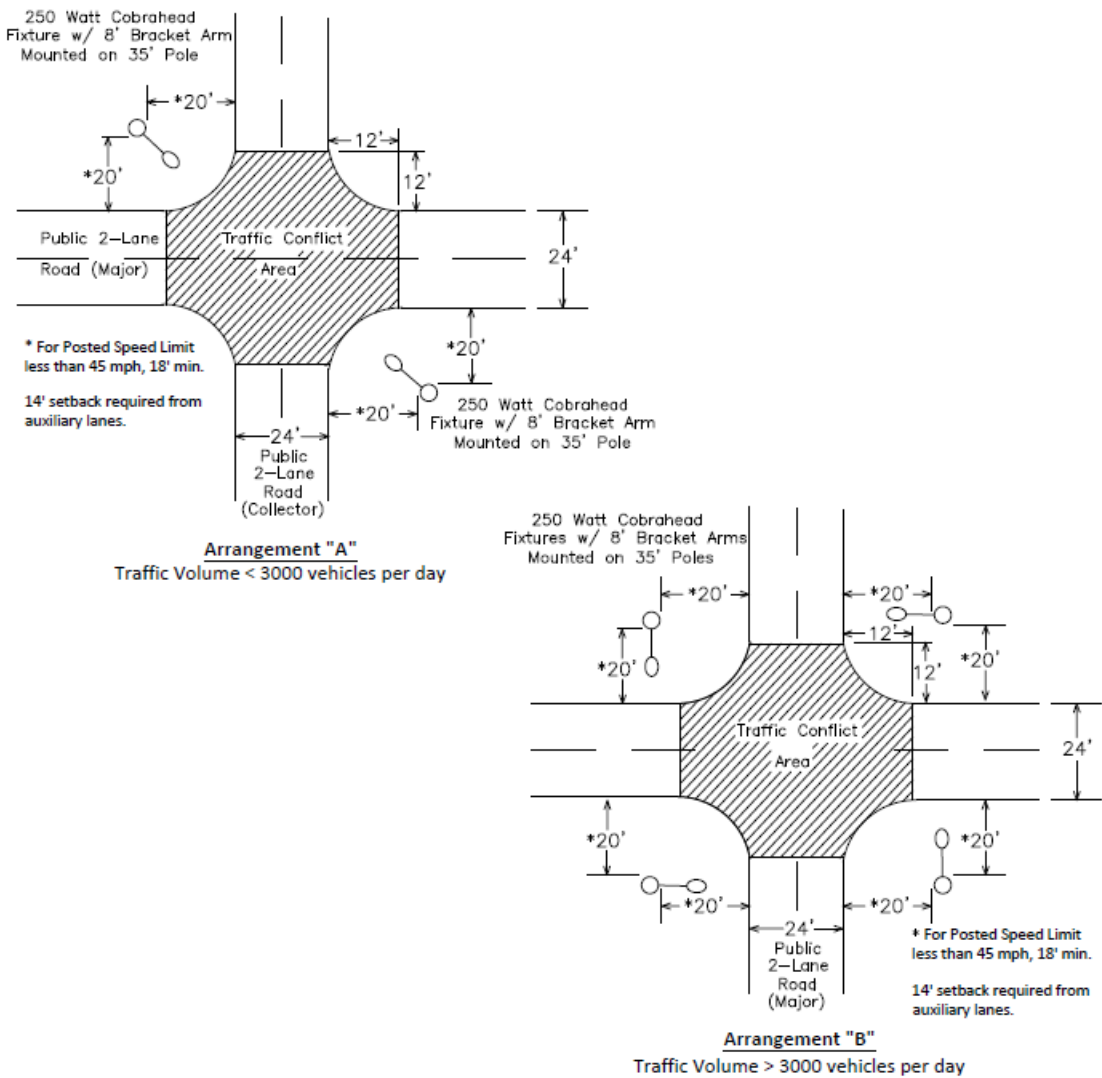 250 Watt Cobrahead
Fixture w/ 8' Bracket Arm
Mounted on 35' Pole
*20'
12'
*20'
12'
Public 2-Lane
Road (Major)
Traffic Conflict
Area
24'
* For Posted Speed Limit
less than 45 mph, 18' min.
14' setback required from
auxiliary lanes.
*20'
*20'
250 Watt Cobrahead
Fixture w/ 8' Bracket Arm
Mounted on 35' Pole
24'
Public
2-Lane
Road
(Collector)
Arrangement "A"
Traffic Volume < 3000 vehicles per day
250 Watt Cobrahead
Fixtures w/ 8' Bracket Arms
Mounted on 35' Poles
*20'
*20'
12'
*20'
12'
*20'
Traffic Conflict
Area
24'
*20'
*20'
*20'
*20'
24'
Public
2-Lane
Road
(Major)
* For Posted Speed Limit
less than 45 mph, 18' min.
14' setback required from
auxiliary lanes.
Arrangement "B"
Traffic Volume > 3000 vehicles per day